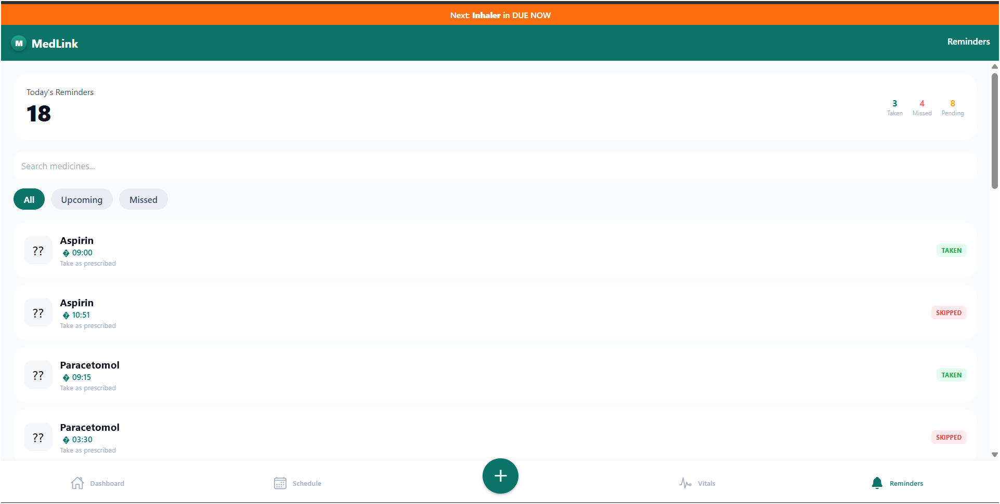 Next: Inhaler in DUE NOW
M MedLink
Reminders
Today's Reminders
18
3 4 8
Taken Missed Pending
Search medicines...
All Upcoming Missed
??
Aspirin
� 09:00
Take as prescribed
TAKEN
??
Aspirin
� 10:51
Take as prescribed
SKIPPED
??
Paracetomol
� 09:15
Take as prescribed
TAKEN
??
Paracetomol
� 03:30
Take as prescribed
SKIPPED
Dashboard Schedule + Vitals Reminders